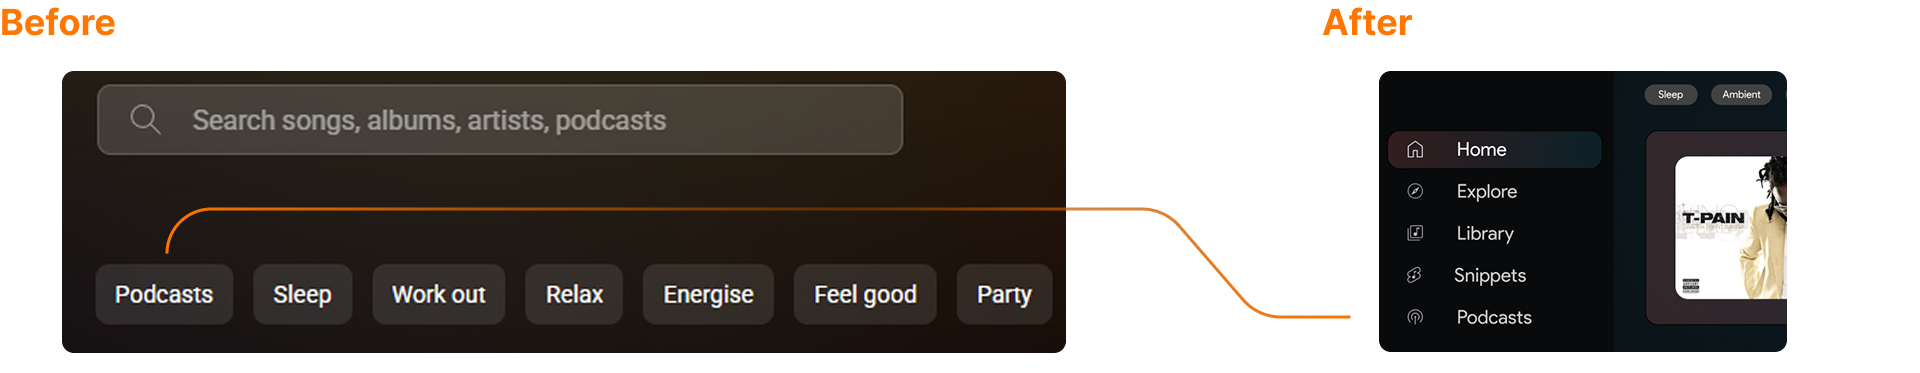 Before
After
Search songs, albums, artists, podcasts
Podcasts
Sleep
Work out
Relax
Energise
Feel good
Party
Sleep
Ambient
Home
Explore
Library
Snippets
Podcasts
T-PAIN